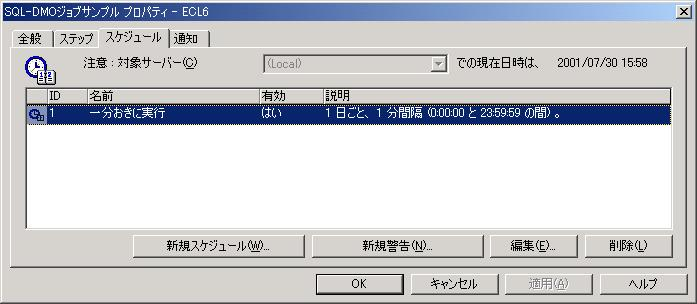 SQL-DMOジョブサンプル プロパティ - ECL6
全般 ステップ スケジュール 通知
注意 : 対象サーバー(C) (Local) での現在日時は、 2001/07/30 15:58
ID 名前 有効 説明
1 一分おきに実行 はい 1 日ごと、1 分間隔 (0:00:00 と 23:59:59 の間) 。
新規スケジュール(W)... 新規警告(N)... 編集(E)... 削除(L)
OK キャンセル 適用(A) ヘルプ